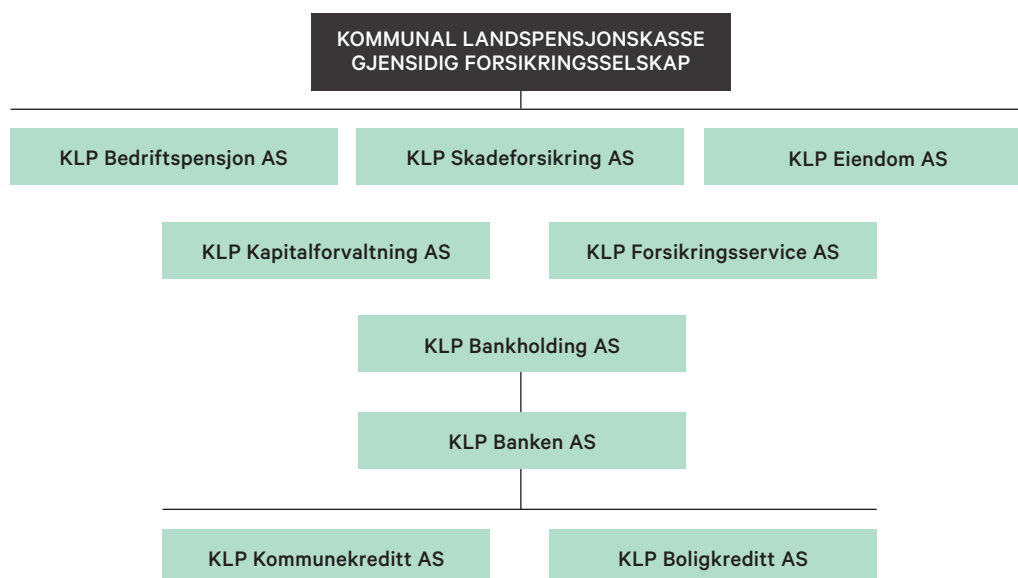 KOMMUNAL LANDSPENSJONSKASSE
GJENSIDIG FORSIKRINGSSELSKAP
KLP Bedriftspensjon AS
KLP Skadeforsikring AS
KLP Eiendom AS
KLP Kapitalforvaltning AS
KLP Forsikringsservice AS
KLP Bankholding AS
KLP Banken AS
KLP Kommunekreditt AS
KLP Boligkreditt AS